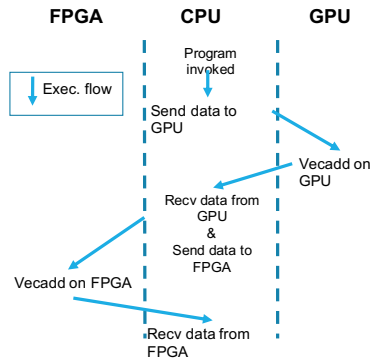 FPGA CPU GPU
Program
invoked
Exec. flow
Send data to
GPU
Vecadd on
GPU
Recv data from
GPU
&
Send data to
FPGA
Vecadd on FPGA
Recv data from
FPGA